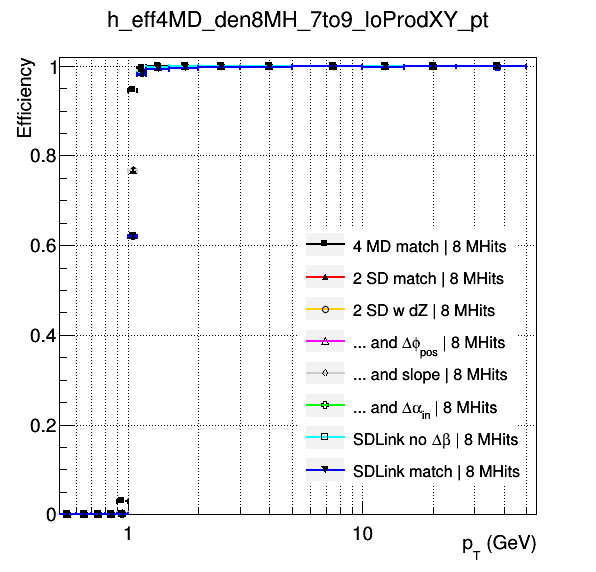 h_eff4MD_den8MH_7to9_loProdXY_pt
Efficiency
1
0.8
0.6
0.4
0.2
0
4 MD match | 8 MHits
2 SD match | 8 MHits
2 SD w dZ | 8 MHits
... and Δϕpos | 8 MHits
... and slope | 8 MHits
... and Δαin | 8 MHits
SDLink no Δβ | 8 MHits
SDLink match | 8 MHits
1
10
pT (GeV)